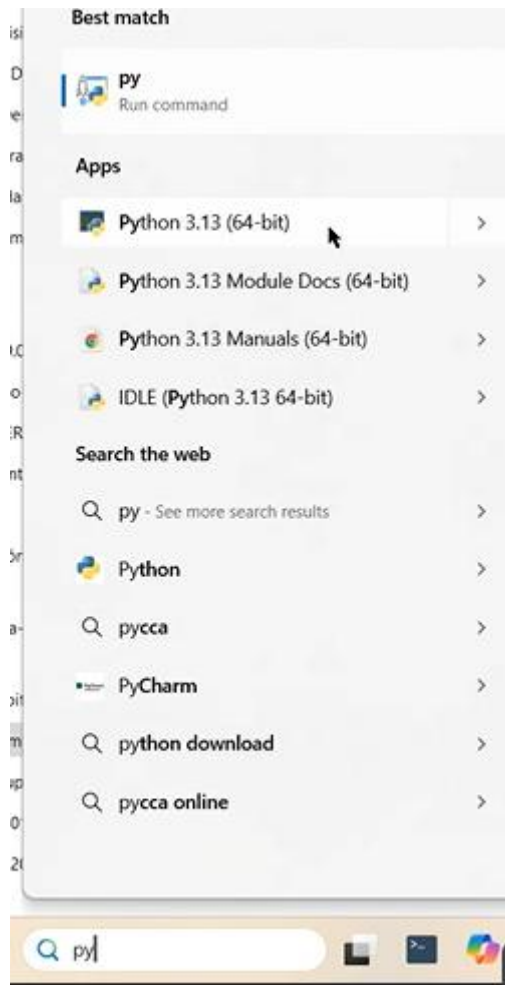 Best match
py
Run command
Apps
Python 3.13 (64-bit)
Python 3.13 Module Docs (64-bit)
Python 3.13 Manuals (64-bit)
IDLE (Python 3.13 64-bit)
Search the web
py - See more search results
Python
pycca
PyCharm
python download
pycca online
py